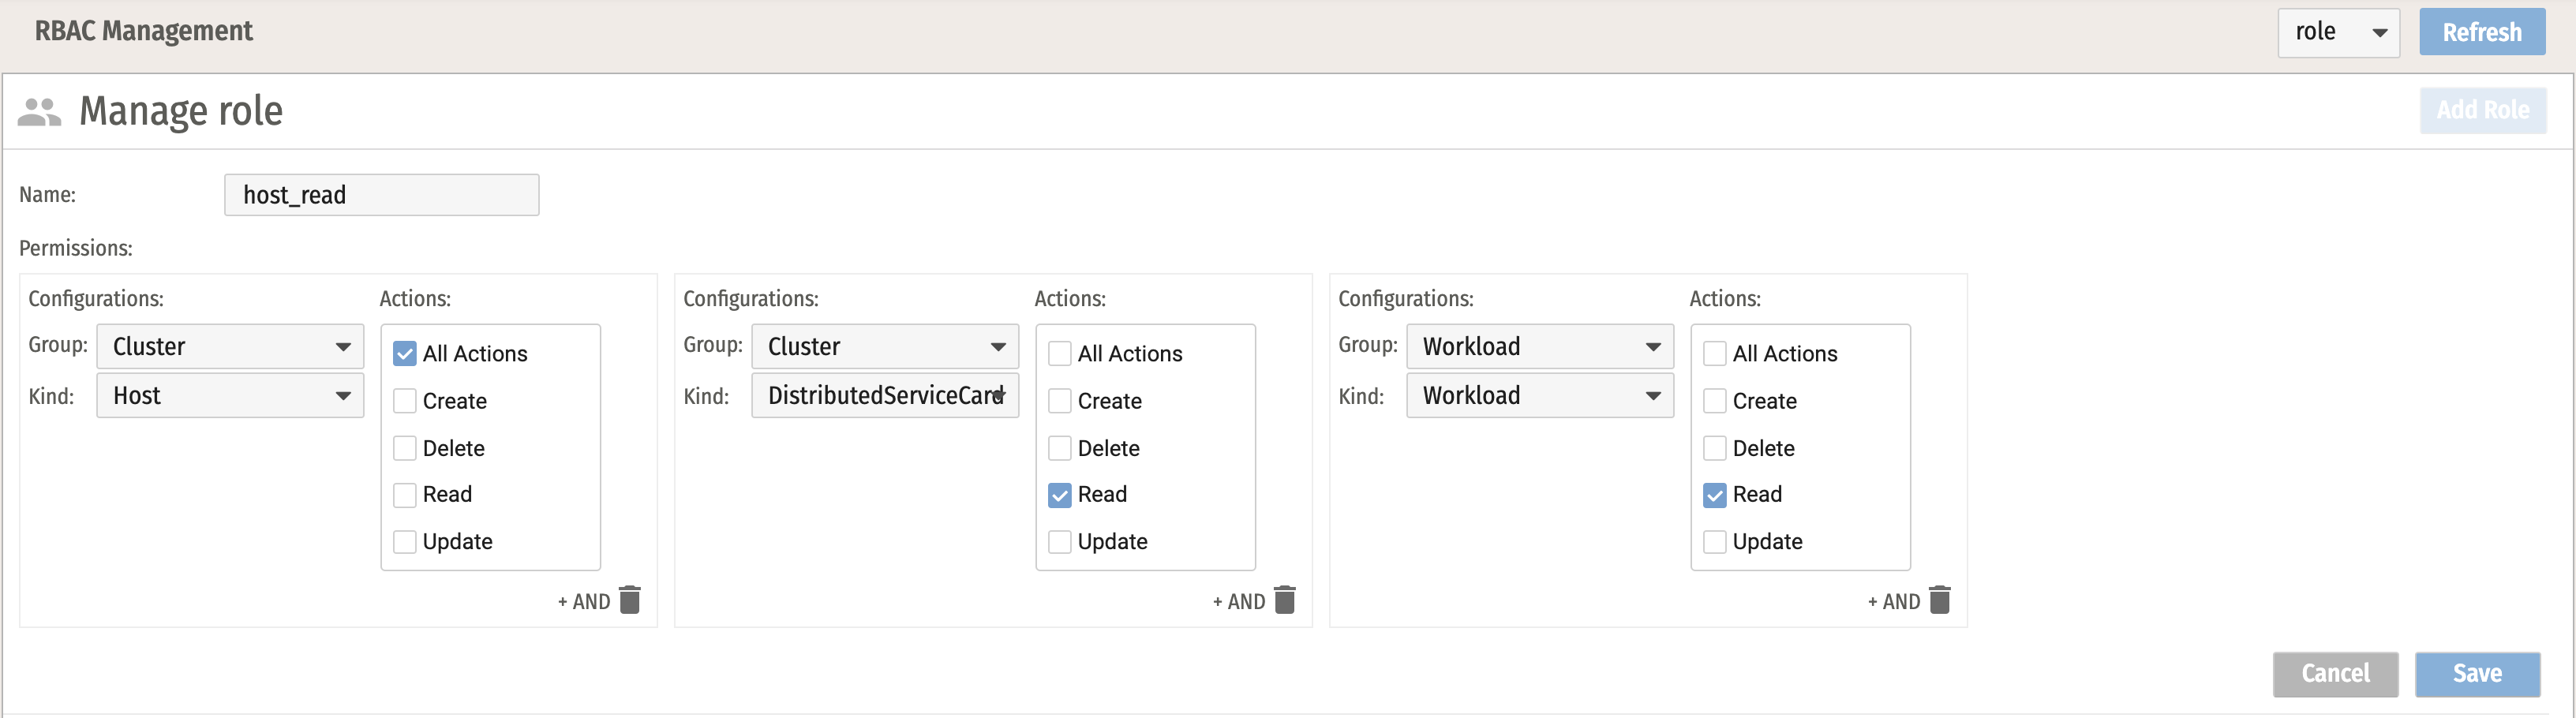 RBAC Management
role
Refresh
Manage role
Add Role
Name:
host_read
Permissions:
Configurations:
Actions:
Group:
Cluster
Kind:
Host
All Actions
Create
Delete
Read
Update
+ AND
Configurations:
Actions:
Group:
Cluster
Kind:
DistributedServiceCard
All Actions
Create
Delete
Read
Update
+ AND
Configurations:
Actions:
Group:
Workload
Kind:
Workload
All Actions
Create
Delete
Read
Update
+ AND
Cancel
Save